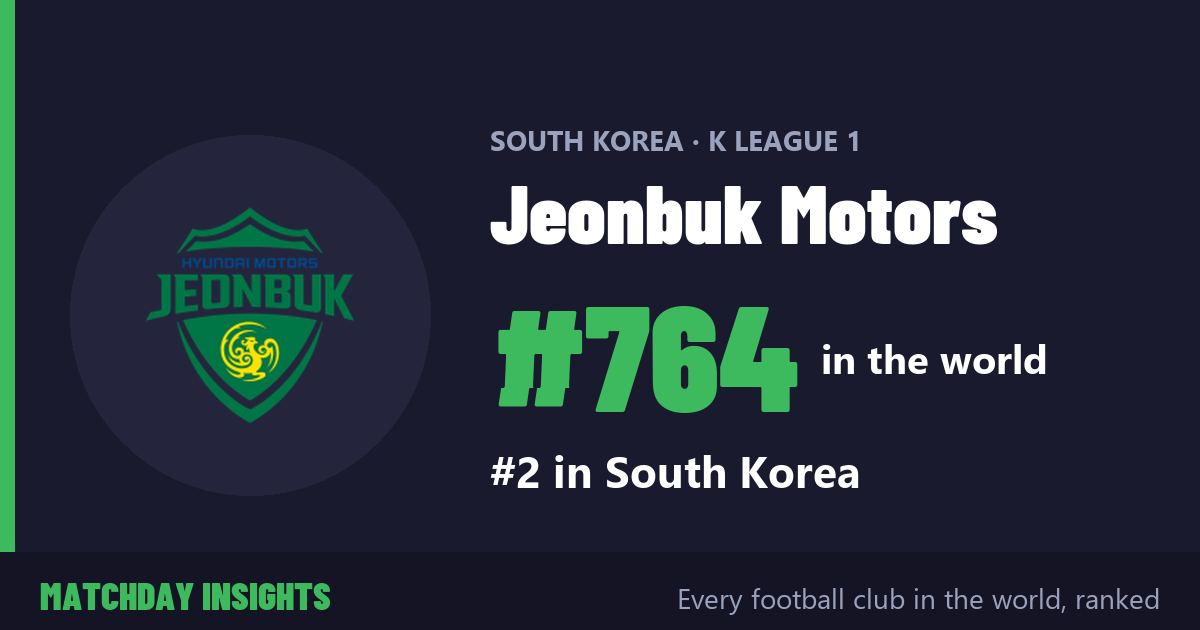 SOUTH KOREA · K LEAGUE 1
Jeonbuk Motors
HYUNDAI MOTORS
JEONBUK
#764 in the world
#2 in South Korea
MATCHDAY INSIGHTS
Every football club in the world, ranked